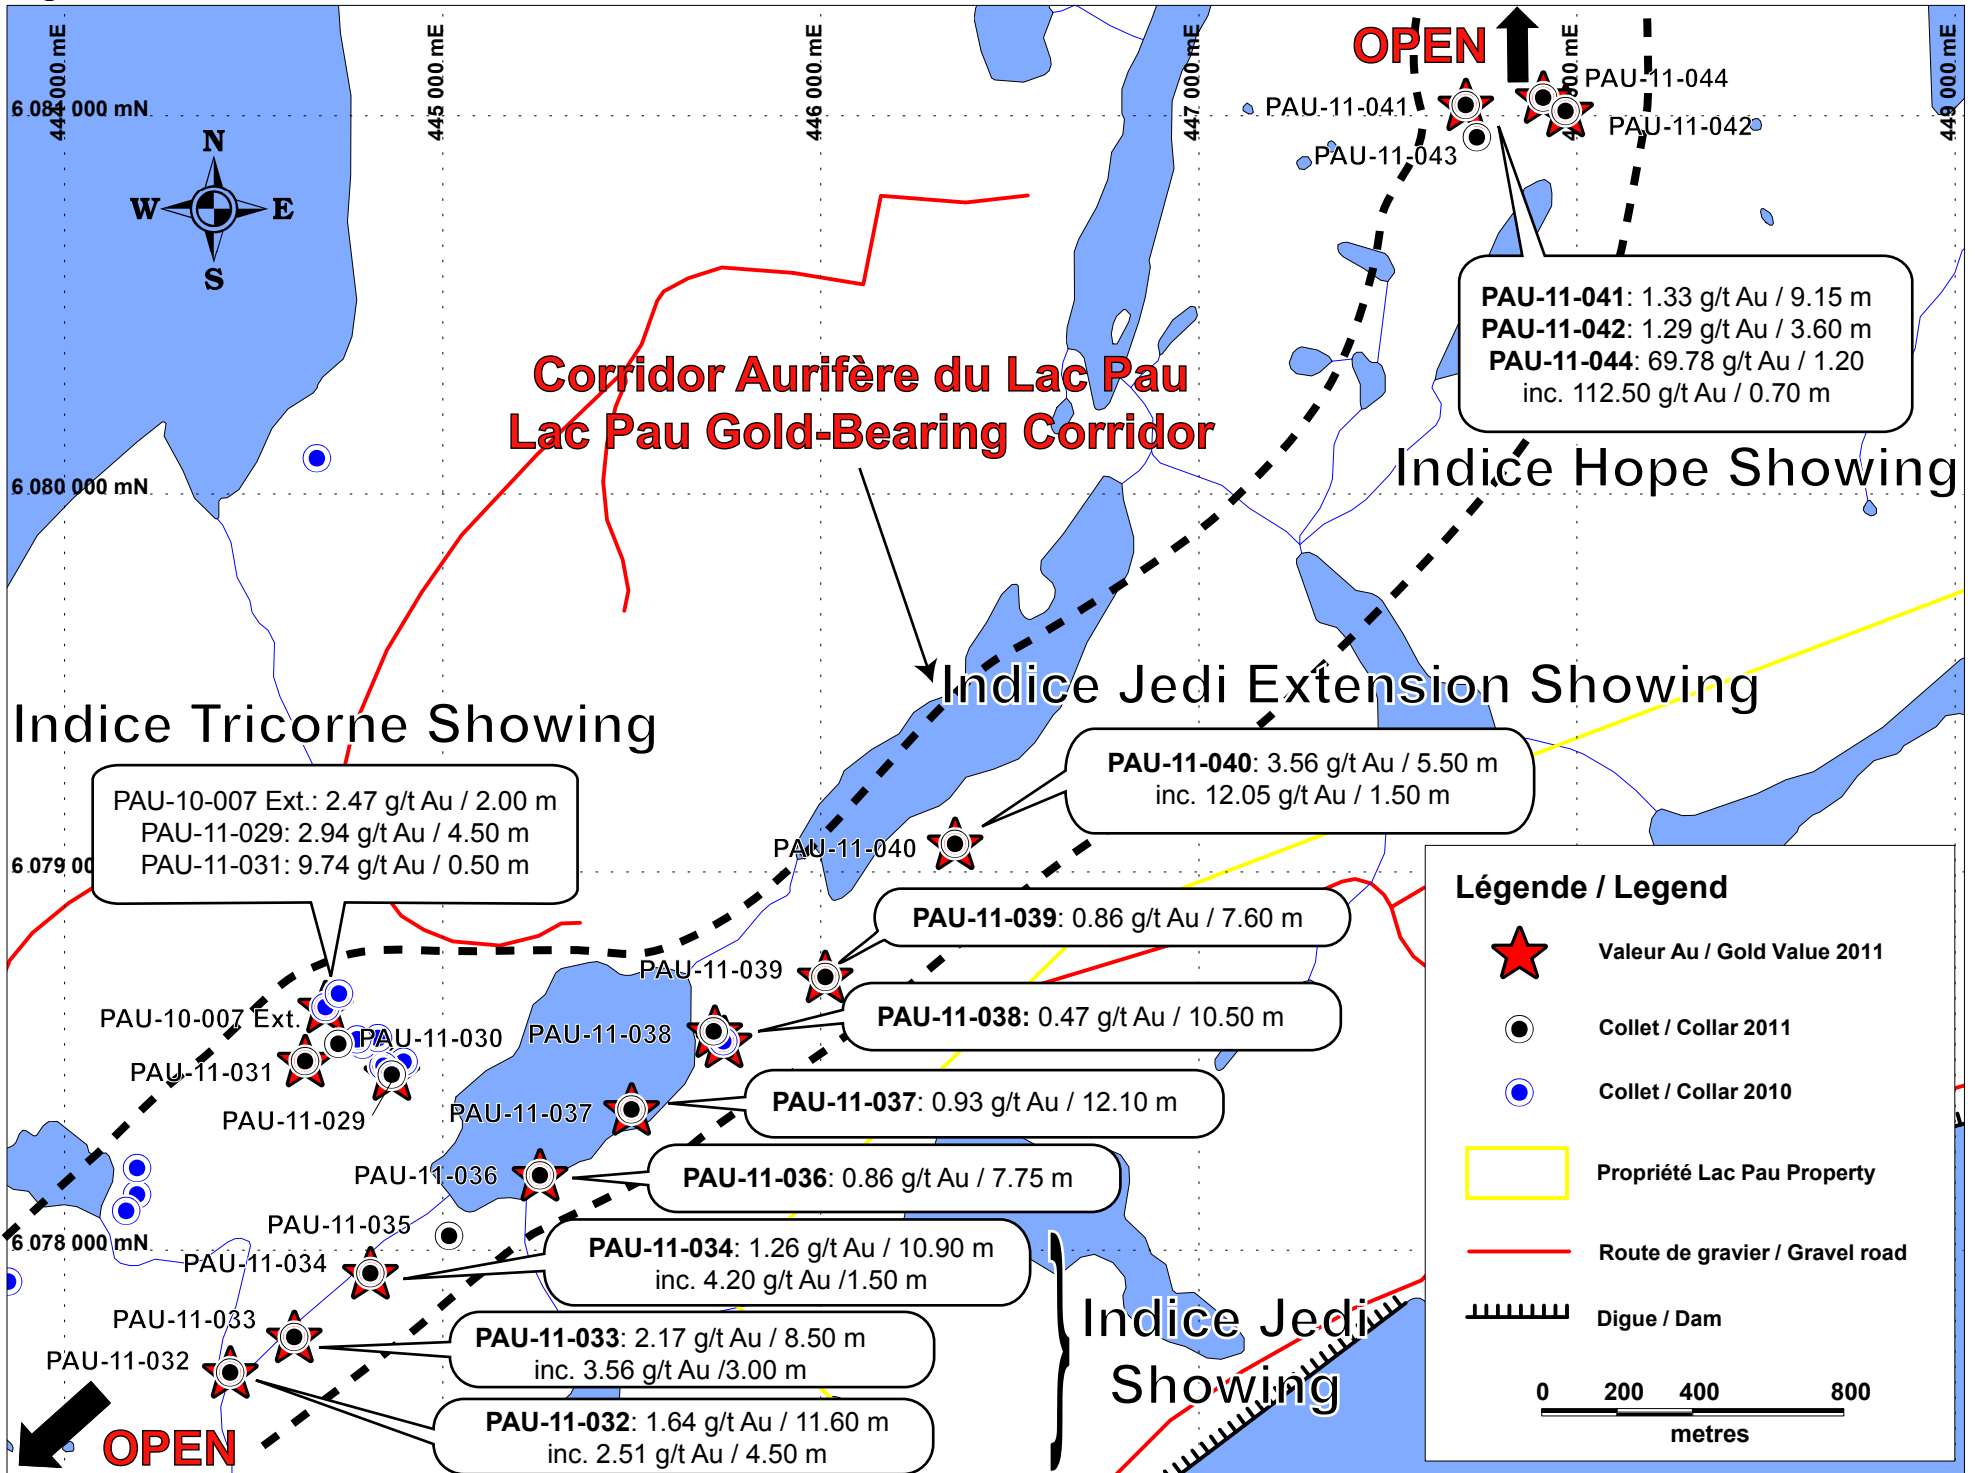 444 000 mE
445 000 mE
446 000 mE
447 000 mE
000 mE
449 000 mE
6 081 000 mN
6 080 000 mN
6 079 00
6 078 000 mN
N
W
E
S
OPEN
PAU-11-044
PAU-11-041
PAU-11-042
PAU-11-043
PAU-11-041: 1.33 g/t Au / 9.15 m
PAU-11-042: 1.29 g/t Au / 3.60 m
PAU-11-044: 69.78 g/t Au / 1.20
inc. 112.50 g/t Au / 0.70 m
Corridor Aurifère du Lac Pau
Lac Pau Gold-Bearing Corridor
Indice Hope Showing
Indice Jedi Extension Showing
Indice Tricorne Showing
PAU-10-007 Ext.: 2.47 g/t Au / 2.00 m
PAU-11-029: 2.94 g/t Au / 4.50 m
PAU-11-031: 9.74 g/t Au / 0.50 m
PAU-11-040: 3.56 g/t Au / 5.50 m
inc. 12.05 g/t Au / 1.50 m
PAU-11-040
PAU-11-039: 0.86 g/t Au / 7.60 m
PAU-11-039
PAU-11-038: 0.47 g/t Au / 10.50 m
PAU-11-038
PAU-10-007 Ext.
PAU-11-030
PAU-11-031
PAU-11-029
PAU-11-037
PAU-11-037: 0.93 g/t Au / 12.10 m
PAU-11-036
PAU-11-036: 0.86 g/t Au / 7.75 m
PAU-11-035
PAU-11-034
PAU-11-034: 1.26 g/t Au / 10.90 m
inc. 4.20 g/t Au /1.50 m
PAU-11-033
PAU-11-033: 2.17 g/t Au / 8.50 m
inc. 3.56 g/t Au /3.00 m
PAU-11-032
PAU-11-032: 1.64 g/t Au / 11.60 m
inc. 2.51 g/t Au / 4.50 m
OPEN
Indice Jedi
Showing
Légende / Legend
Valeur Au / Gold Value 2011
Collet / Collar 2011
Collet / Collar 2010
Propriété Lac Pau Property
Route de gravier / Gravel road
Digue / Dam
0 200 400 800
metres